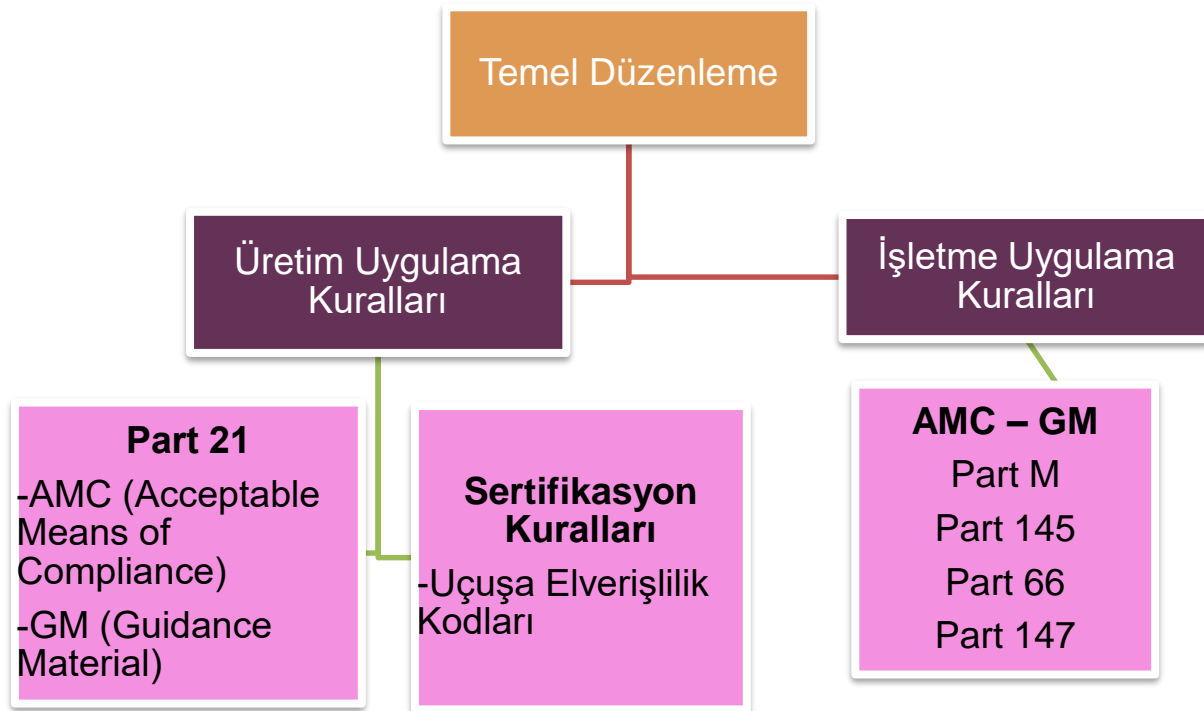 Temel Düzenleme
Üretim Uygulama
Kuralları
İşletme Uygulama
Kuralları
Part 21
-AMC (Acceptable
Means of
Compliance)
-GM (Guidance
Material)
Sertifikasyon
Kuralları
-Uçuşa Elverişlilik
Kodları
AMC – GM
Part M
Part 145
Part 66
Part 147